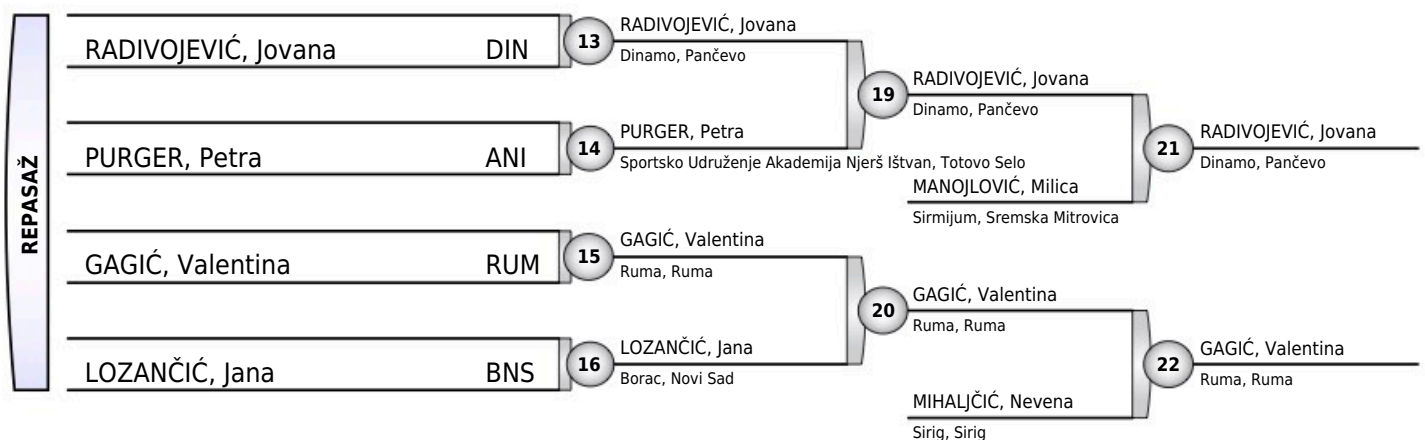 REPASAŽ
RADIVOJEVIĆ, Jovana DIN
PURGER, Petra ANI
GAGIĆ, Valentina RUM
LOZANČIĆ, Jana BNS
13
RADIVOJEVIĆ, Jovana
Dinamo, Pančevo
14
PURGER, Petra
Sportsko Udruženje Akademija Njerš Ištvan, Totovo Selo
15
GAGIĆ, Valentina
Ruma, Ruma
16
LOZANČIĆ, Jana
Borac, Novi Sad
19
RADIVOJEVIĆ, Jovana
Dinamo, Pančevo
MANOJLOVIĆ, Milica
Sirmijum, Sremska Mitrovica
20
GAGIĆ, Valentina
Ruma, Ruma
MIHALJČIĆ, Nevena
Sirig, Sirig
21
RADIVOJEVIĆ, Jovana
Dinamo, Pančevo
22
GAGIĆ, Valentina
Ruma, Ruma